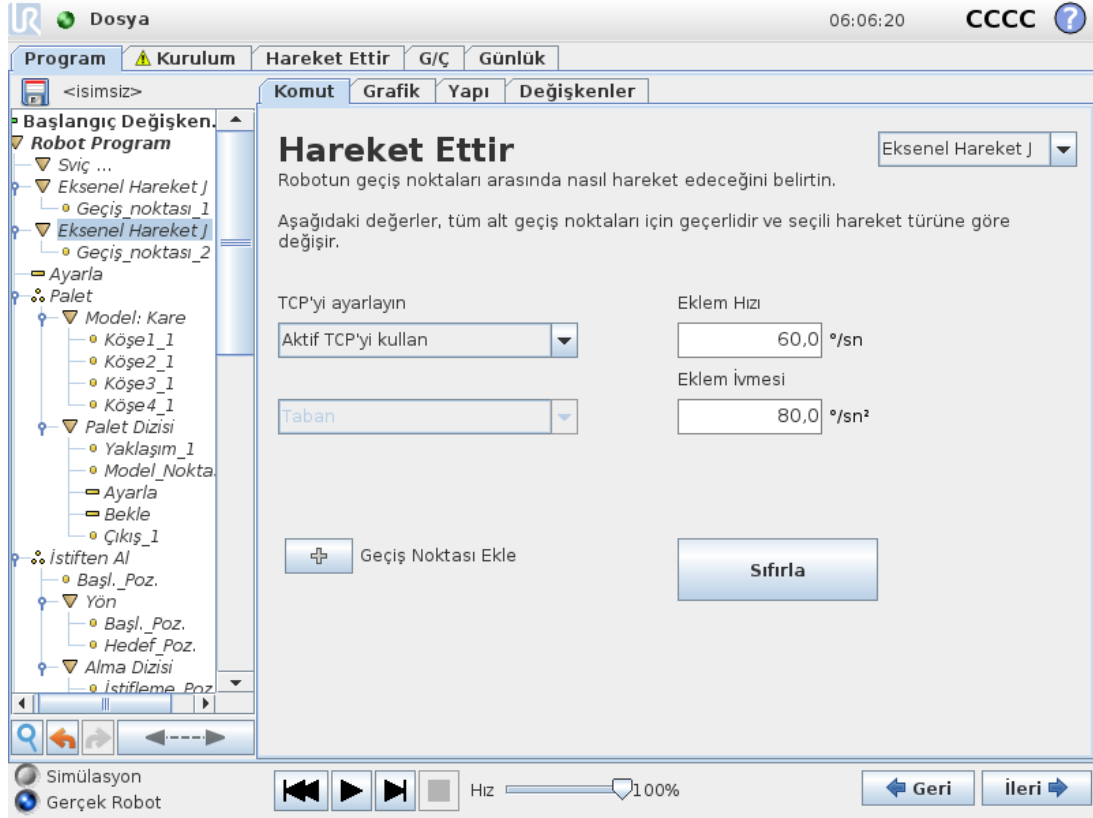 UR Dosya 06:06:20 CCCC ?
Program Kurulum Hareket Ettir G/Ç Günlük
<isimsiz>
Komut Grafik Yapı Değişkenler
Başlangıç Değişken.
Robot Program
Sviç ...
Eksenel Hareket J
Geçiş_noktası_1
Eksenel Hareket J
Geçiş_noktası_2
Ayarla
Palet
Model: Kare
Köşe1_1
Köşe2_1
Köşe3_1
Köşe4_1
Palet Dizisi
Yaklaşım_1
Model_Nokta
Ayarla
Bekle
Çıkış_1
İstiften Al
Başl._Poz.
Yön
Başl._Poz.
Hedef_Poz.
Alma Dizisi
İstifleme_Poz
Hareket Ettir
Eksenel Hareket J
Robotun geçiş noktaları arasında nasıl hareket edeceğini belirtin.
Aşağıdaki değerler, tüm alt geçiş noktaları için geçerlidir ve seçili hareket türüne göre
değişir.
TCP'yi ayarlayın
Aktif TCP'yi kullan
Taban
Eklem Hızı
60,0 °/sn
Eklem İvmesi
80,0 °/sn²
Geçiş Noktası Ekle
Sıfırla
Simülasyon
Gerçek Robot
Hız 100%
Geri İleri